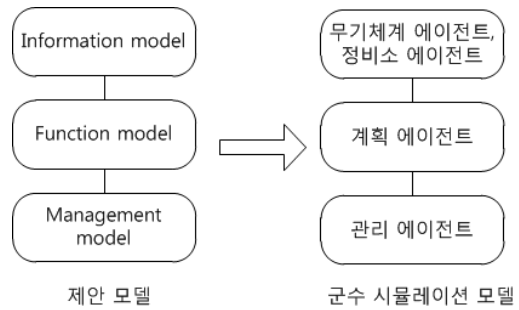 Information model
Function model
Management
model
제안 모델
무기체계 에이전트,
정비소 에이전트
계획 에이전트
관리 에이전트
군수 시뮬레이션 모델